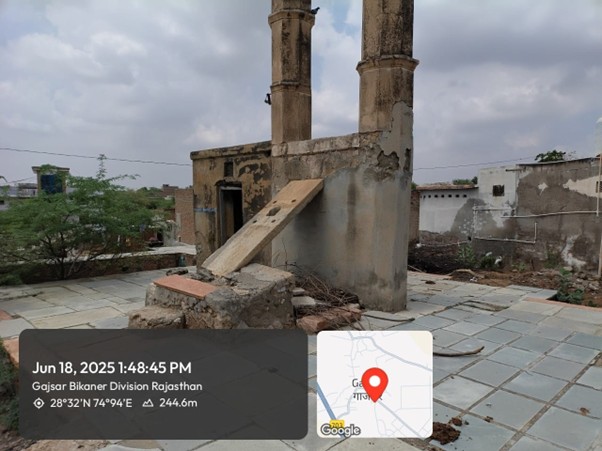 Jun 18, 2025 1:48:45 PM
Gajsar Bikaner Division Rajasthan
28°32'N 74°94'E 244.6m
Google